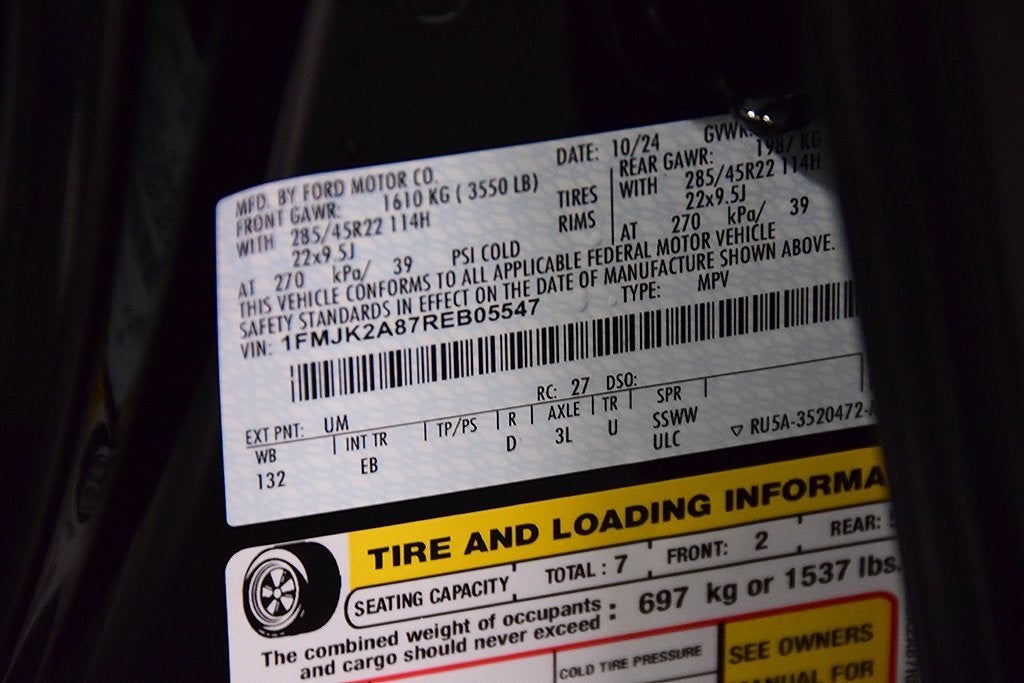 MFD. BY FORD MOTOR CO. DATE: 10/24 GVWR:
FRONT GAWR: 1610 KG ( 3550 LB) REAR GAWR: 1987 KG
WITH 285/45R22 114H TIRES WITH 285/45R22 114H
22x9.5J RIMS 22x9.5J
AT 270 kPa/ 39 PSI COLD AT 270 kPa/ 39
THIS VEHICLE CONFORMS TO ALL APPLICABLE FEDERAL MOTOR VEHICLE
SAFETY STANDARDS IN EFFECT ON THE DATE OF MANUFACTURE SHOWN ABOVE.
VIN: 1FMJK2A87REB05547 TYPE: MPV
EXT PNT: UM RC: 27 DSO:
WB INT TR TP/PS R AXLE TR SPR
132 EB D 3L U SSWW
ULC ▽ RU5A-3520472-
TIRE AND LOADING INFORMA
SEATING CAPACITY TOTAL : 7 FRONT: 2 REAR:
The combined weight of occupants
and cargo should never exceed : 697 kg or 1537 lbs.
COLD TIRE PRESSURE SEE OWNERS
MANUAL FOR